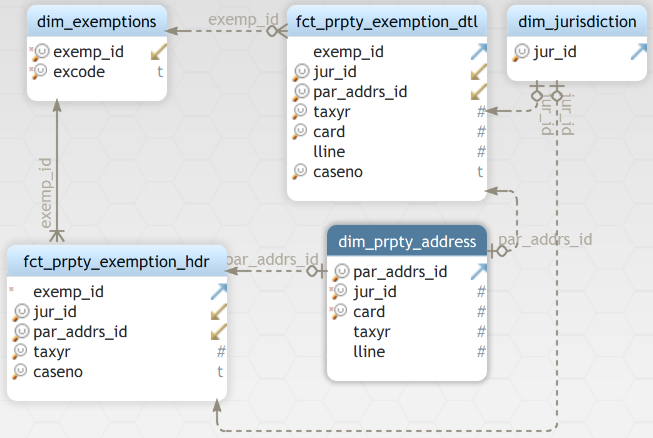 dim_exemptions
exemp_id
excode t
exemp_id
fct_prpty_exemption_dtl
exemp_id
jur_id
par_addrs_id
taxyr #
card #
lline #
caseno t
dim_jurisdiction
jur_id
jur_id
jur_id
exemp_id
fct_prpty_exemption_hdr
exemp_id
jur_id
par_addrs_id
taxyr #
caseno t
par_addrs_id
dim_prpty_address
par_addrs_id
jur_id #
card #
taxyr #
lline #
par_addrs_id